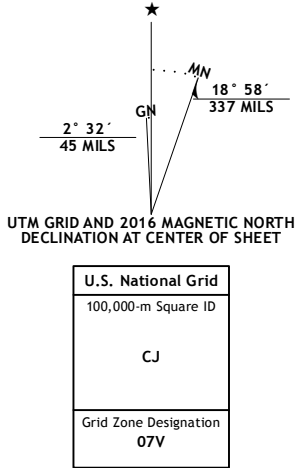 ★
MN
GN
18° 58´
337 MILS
2° 32´
45 MILS
UTM GRID AND 2016 MAGNETIC NORTH
DECLINATION AT CENTER OF SHEET
U.S. National Grid
100,000-m Square ID
CJ
Grid Zone Designation
07V